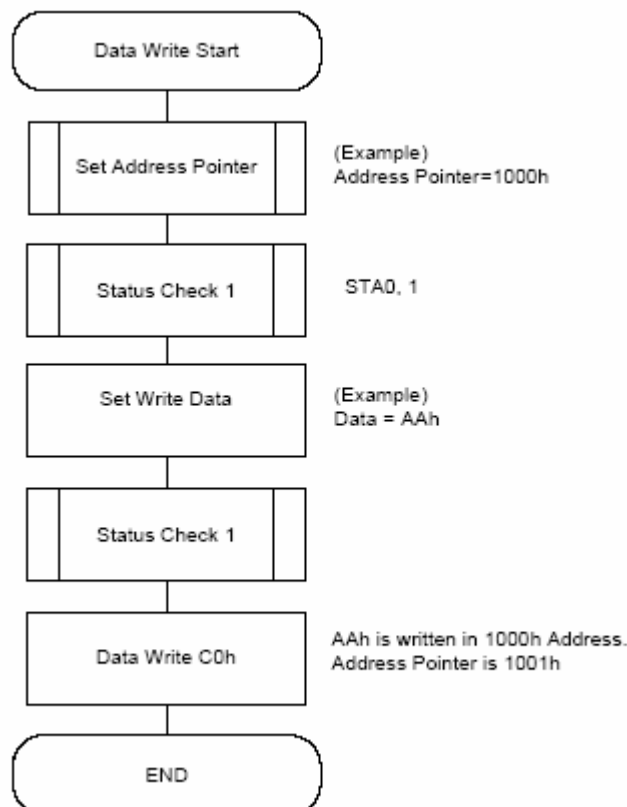 Data Write Start
Set Address Pointer
(Example)
Address Pointer=1000h
Status Check 1
STA0, 1
Set Write Data
(Example)
Data = AAh
Status Check 1
Data Write C0h
AAh is written in 1000h Address.
Address Pointer is 1001h
END